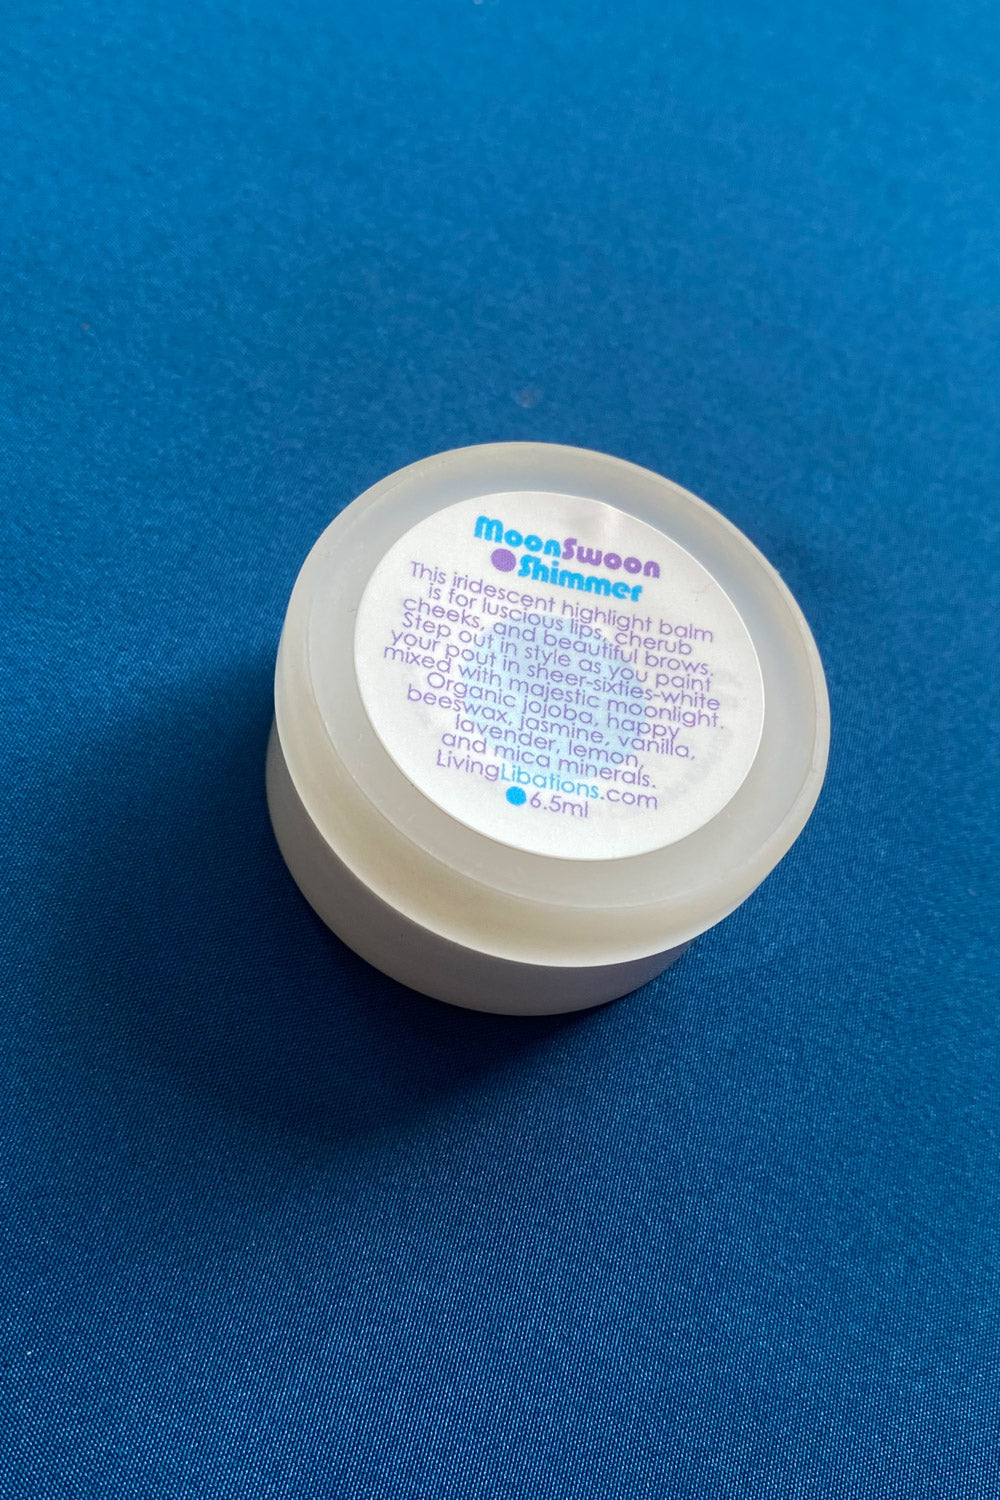 MoonSwoon
Shimmer
This iridescent highlight balm
is for luscious lips, cherub
cheeks, and beautiful brows.
Step out in style as you paint
your pout in sheer-sixties-white
mixed with majestic moonlight.
Organic jojoba, happy
beeswax, jasmine, vanilla,
lavender, lemon,
and mica minerals.
LivingLibations.com
6.5ml